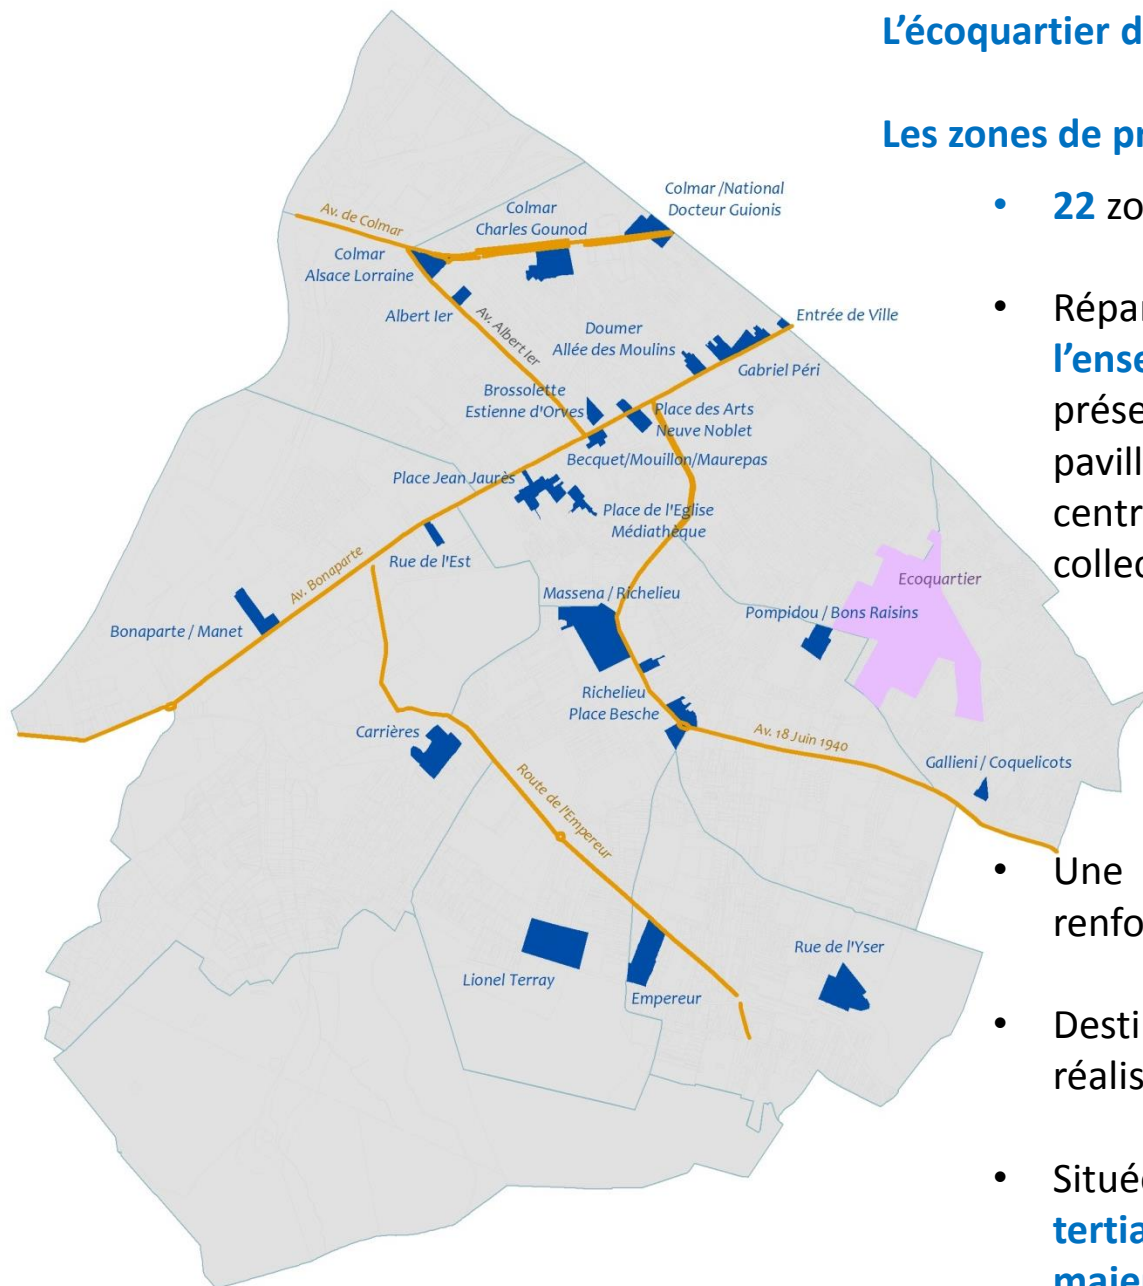 L’écoquartier d
Les zones de pr
• 22 zo
• Répar
l’ense
prése
pavill
centr
collec
• Une
renfo
• Desti
réalis
• Situé
tertia
maje
Colmar /National
Docteur Guionis
Av. de Colmar
Colmar
Charles Gounod
Colmar
Alsace Lorraine
Albert Ier
Av. Albert Ier
Entrée de Ville
Doumer
Allée des Moulins
Gabriel Péri
Brossolette
Estienne d'Orves
Place des Arts
Neuve Noblet
Becquet/Mouillon/Maurepas
Place Jean Jaurès
Place de l'Eglise
Médiathèque
Rue de l'Est
Av. Bonaparte
Bonaparte / Manet
Ecoquartier
Massena / Richelieu
Pompidou / Bons Raisins
Richelieu
Place Besche
Av. 18 Juin 1940
Carrières
Gallieni / Coquelicots
Route de l'Empereur
Lionel Terray
Empereur
Rue de l'Yser